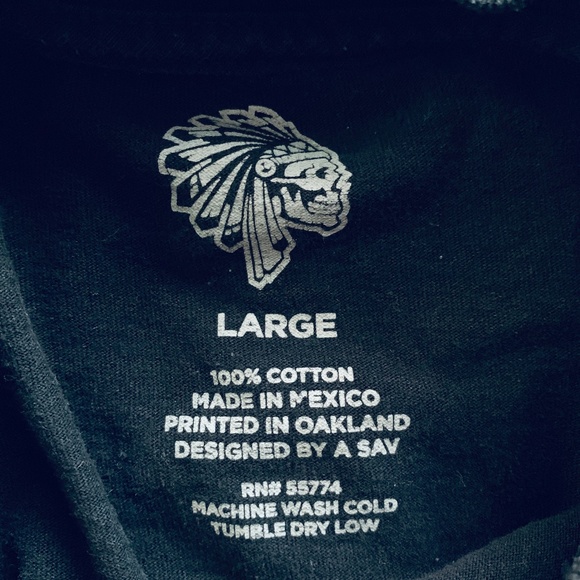 LARGE
100% COTTON
MADE IN MEXICO
PRINTED IN OAKLAND
DESIGNED BY A SAV
RN# 55774
MACHINE WASH COLD
TUMBLE DRY LOW